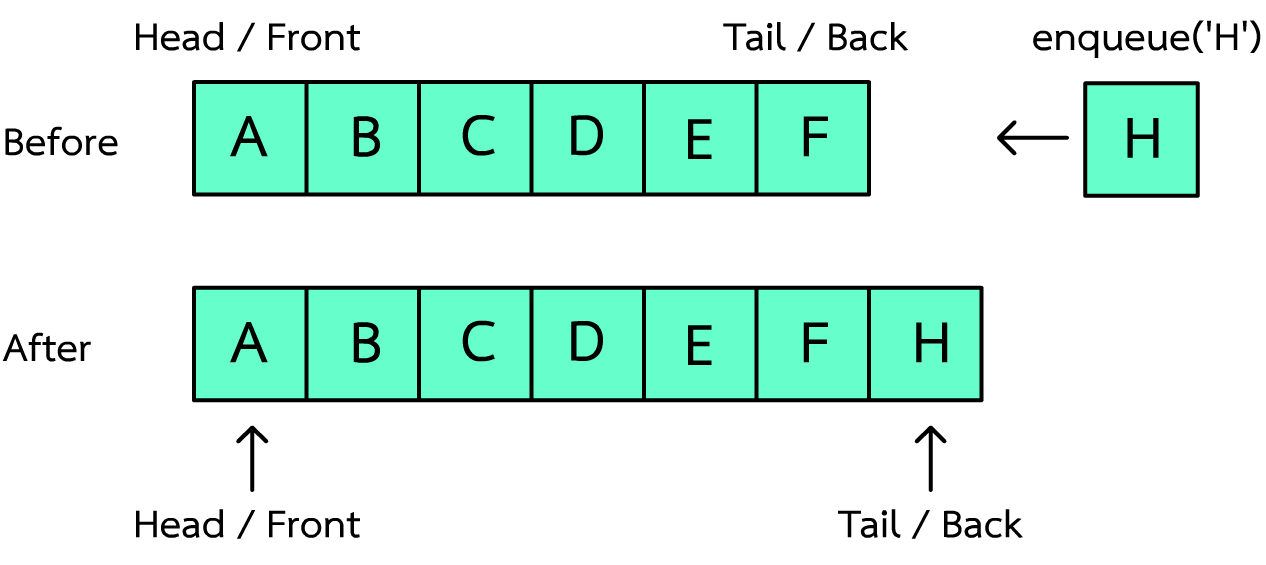 Head / Front Tail / Back enqueue('H')
Before A B C D E F H
After A B C D E F H
Head / Front Tail / Back